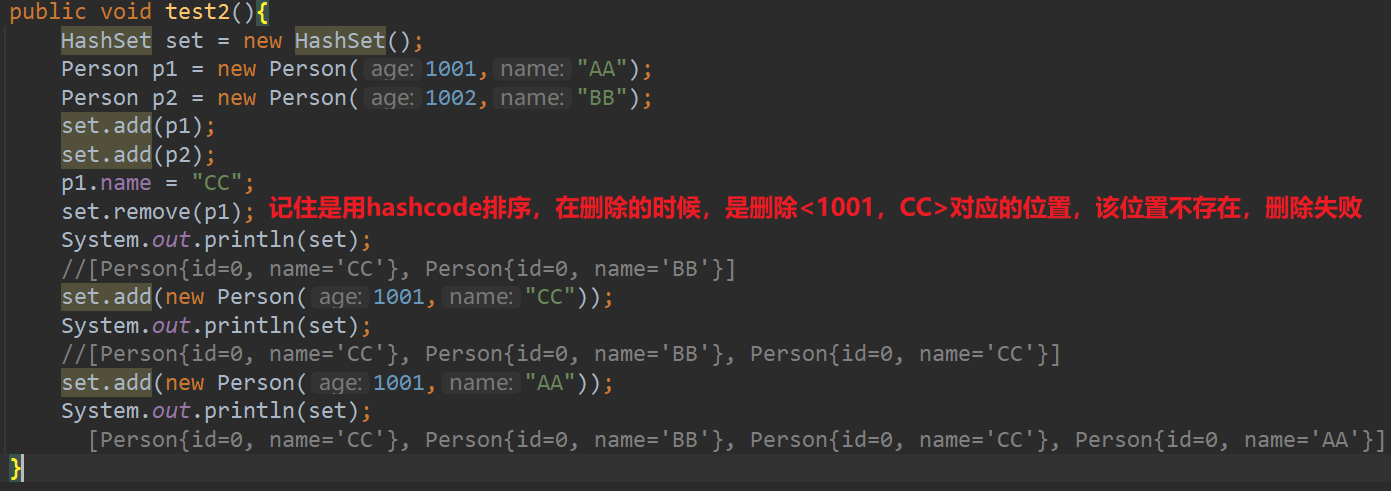 public void test2(){
HashSet set = new HashSet();
Person p1 = new Person( age: 1001, name: "AA");
Person p2 = new Person( age: 1002, name: "BB");
set.add(p1);
set.add(p2);
p1.name = "CC";
set.remove(p1); 记住是用hashcode排序，在删除的时候，是删除<1001，CC>对应的位置，该位置不存在，删除失败
System.out.println(set);
//[Person{id=0, name='CC'}, Person{id=0, name='BB'}]
set.add(new Person( age: 1001, name: "CC"));
System.out.println(set);
//[Person{id=0, name='CC'}, Person{id=0, name='BB'}, Person{id=0, name='CC'}]
set.add(new Person( age: 1001, name: "AA"));
System.out.println(set);
[Person{id=0, name='CC'}, Person{id=0, name='BB'}, Person{id=0, name='CC'}, Person{id=0, name='AA'}]
}